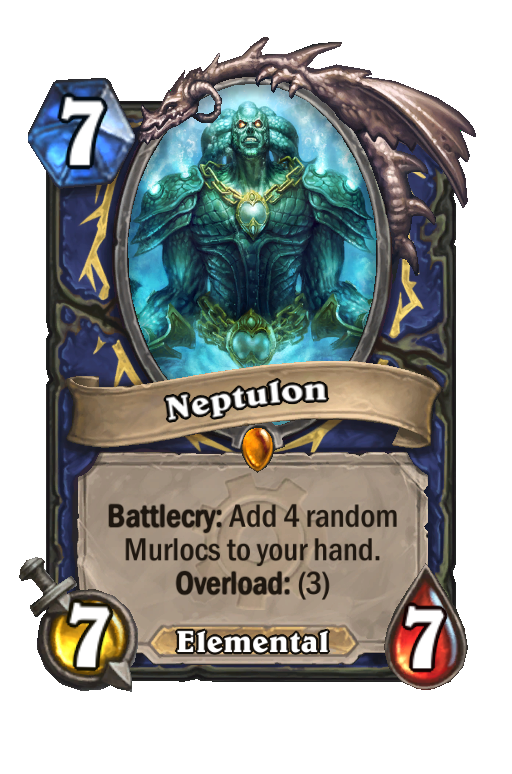 7
Neptulon
Battlecry: Add 4 random
Murlocs to your hand.
Overload: (3)
7
Elemental
7